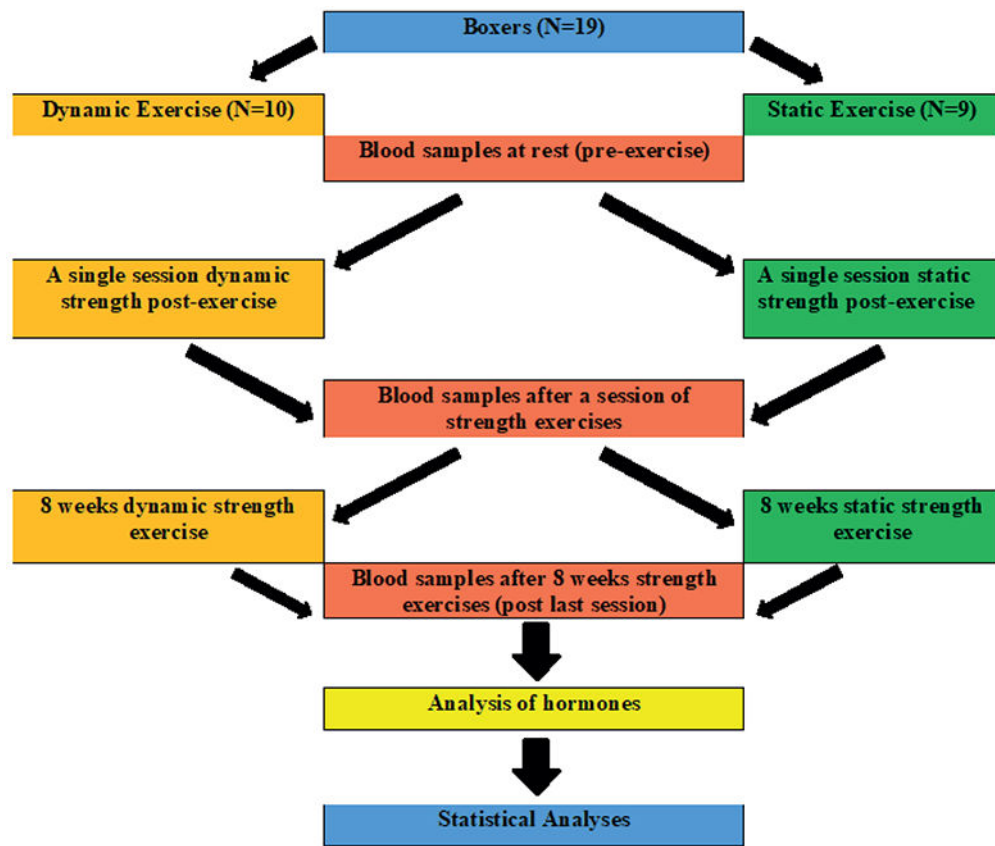 Boxers (N=19)
Dynamic Exercise (N=10)
Static Exercise (N=9)
Blood samples at rest (pre-exercise)
A single session dynamic
strength post-exercise
A single session static
strength post-exercise
Blood samples after a session of
strength exercises
8 weeks dynamic strength
exercise
8 weeks static strength
exercise
Blood samples after 8 weeks strength
exercises (post last session)
Analysis of hormones
Statistical Analyses